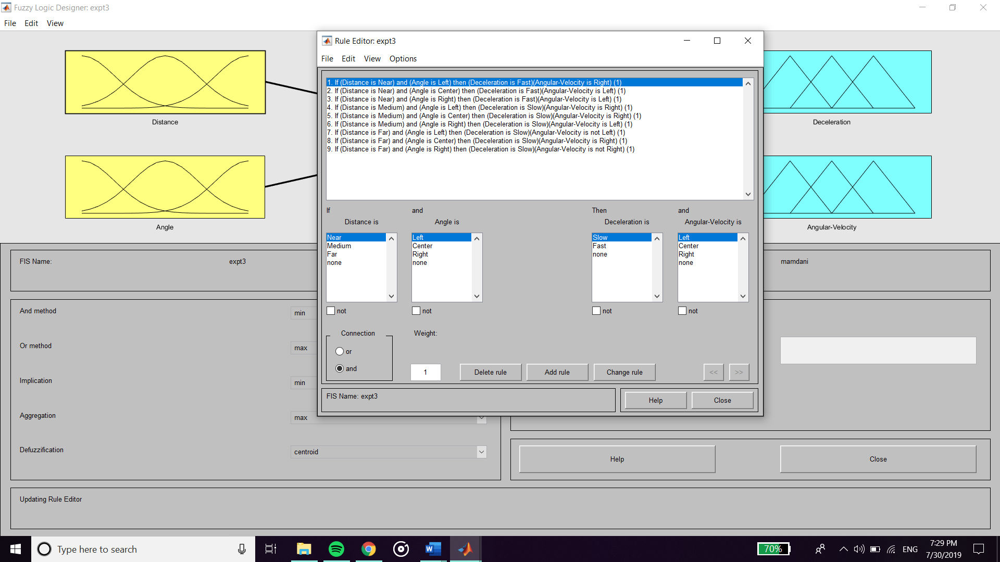 Fuzzy Logic Designer: expt3
File Edit View
Distance
Angle
Deceleration
Angular-Velocity
FIS Name: expt3
mamdani
And method min
Or method max
Implication min
Aggregation max
Defuzzification centroid
Help Close
Updating Rule Editor
Rule Editor: expt3
File Edit View Options
1. If (Distance is Near) and (Angle is Left) then (Deceleration is Fast)(Angular-Velocity is Right) (1)
2. If (Distance is Near) and (Angle is Center) then (Deceleration is Fast)(Angular-Velocity is Left) (1)
3. If (Distance is Near) and (Angle is Right) then (Deceleration is Fast)(Angular-Velocity is Left) (1)
4. If (Distance is Medium) and (Angle is Left) then (Deceleration is Slow)(Angular-Velocity is Right) (1)
5. If (Distance is Medium) and (Angle is Center) then (Deceleration is Slow)(Angular-Velocity is Right) (1)
6. If (Distance is Medium) and (Angle is Right) then (Deceleration is Slow)(Angular-Velocity is Left) (1)
7. If (Distance is Far) and (Angle is Left) then (Deceleration is Slow)(Angular-Velocity is not Left) (1)
8. If (Distance is Far) and (Angle is Center) then (Deceleration is Slow)(Angular-Velocity is Right) (1)
9. If (Distance is Far) and (Angle is Right) then (Deceleration is Slow)(Angular-Velocity is not Right) (1)
If and Then and
Distance is Angle is Deceleration is Angular-Velocity is
Near Left Slow Left
Medium Center Fast Center
Far Right none Right
none none none
not not not not
Connection Weight:
or
and
1 Delete rule Add rule Change rule << >>
FIS Name: expt3 Help Close
Type here to search
70% ENG 7:29 PM
7/30/2019